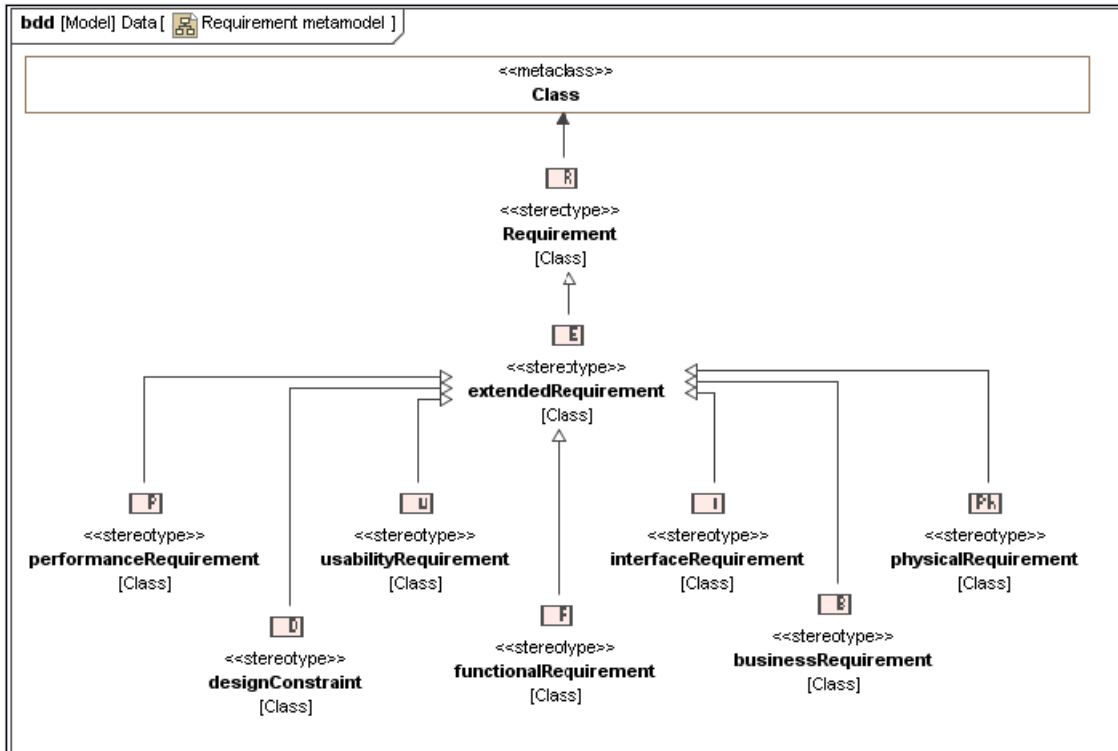 bdd [Model] Data [ Requirement metamodel ]
<<metaclass>>
Class
R
<<stereotype>>
Requirement
[Class]
E
<<stereotype>>
extendedRequirement
[Class]
P
<<stereotype>>
performanceRequirement
[Class]
U
<<stereotype>>
usabilityRequirement
[Class]
I
<<stereotype>>
interfaceRequirement
[Class]
Ph
<<stereotype>>
physicalRequirement
[Class]
D
<<stereotype>>
designConstraint
[Class]
F
<<stereotype>>
functionalRequirement
[Class]
B
<<stereotype>>
businessRequirement
[Class]